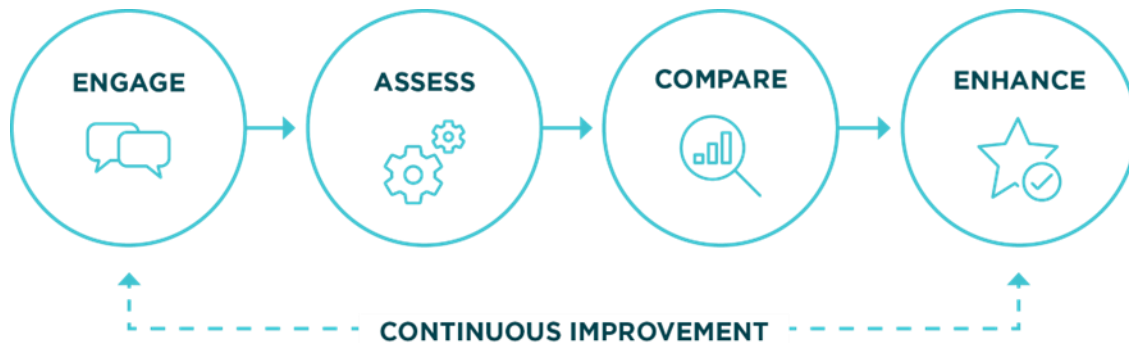 ENGAGE
ASSESS
COMPARE
ENHANCE
CONTINUOUS IMPROVEMENT